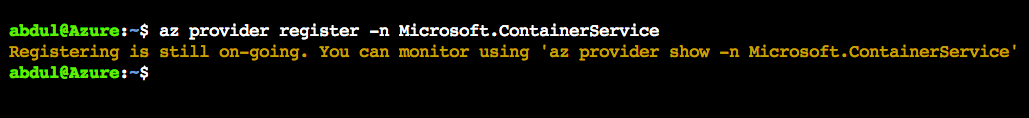 abdul@Azure:~$ az provider register -n Microsoft.ContainerService
Registering is still on-going. You can monitor using 'az provider show -n Microsoft.ContainerService'
abdul@Azure:~$